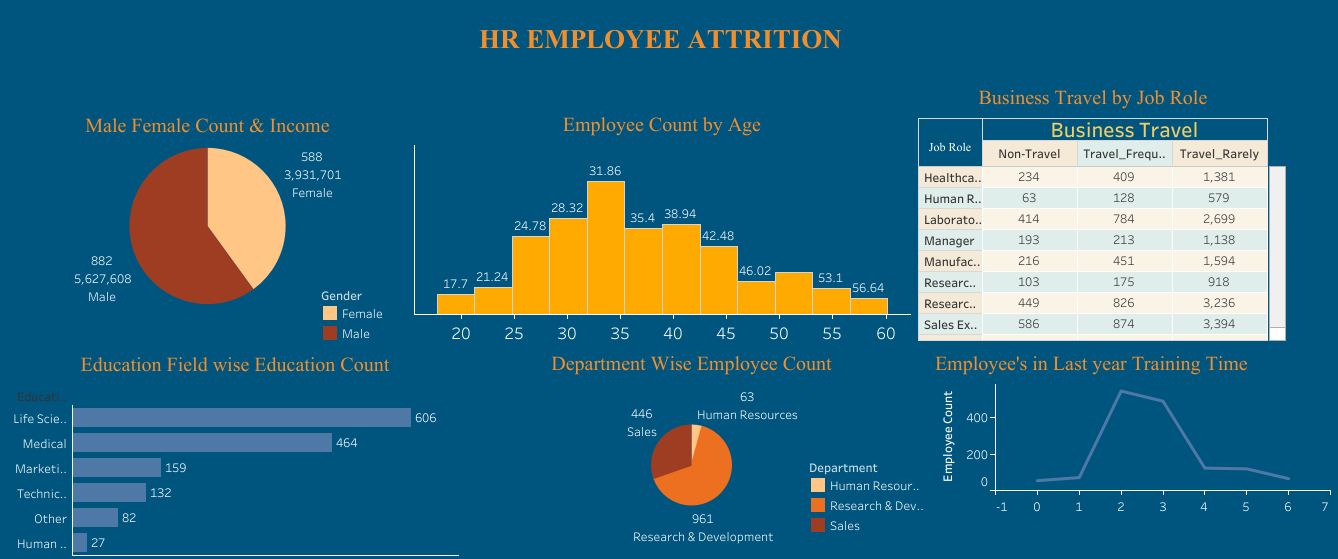 HR EMPLOYEE ATTRITION
Male Female Count & Income
588
3,931,701
Female
882
5,627,608
Male
Gender
Female
Male
Employee Count by Age
17.7
21.24
24.78
28.32
31.86
35.4
38.94
42.48
46.02
53.1
56.64
20 25 30 35 40 45 50 55 60
Business Travel by Job Role
Business Travel
Job Role Non-Travel Travel_Frequ.. Travel_Rarely
Healthca.. 234 409 1,381
Human R.. 63 128 579
Laborato.. 414 784 2,699
Manager 193 213 1,138
Manufac.. 216 451 1,594
Researc.. 103 175 918
Researc.. 449 826 3,236
Sales Ex.. 586 874 3,394
Education Field wise Education Count
Educati..
Life Scie.. 606
Medical 464
Marketi.. 159
Technic.. 132
Other 82
Human .. 27
Department Wise Employee Count
63
Human Resources
446
Sales
961
Research & Development
Department
Human Resour..
Research & Dev..
Sales
Employee's in Last year Training Time
Employee Count
400
200
0
-1 0 1 2 3 4 5 6 7